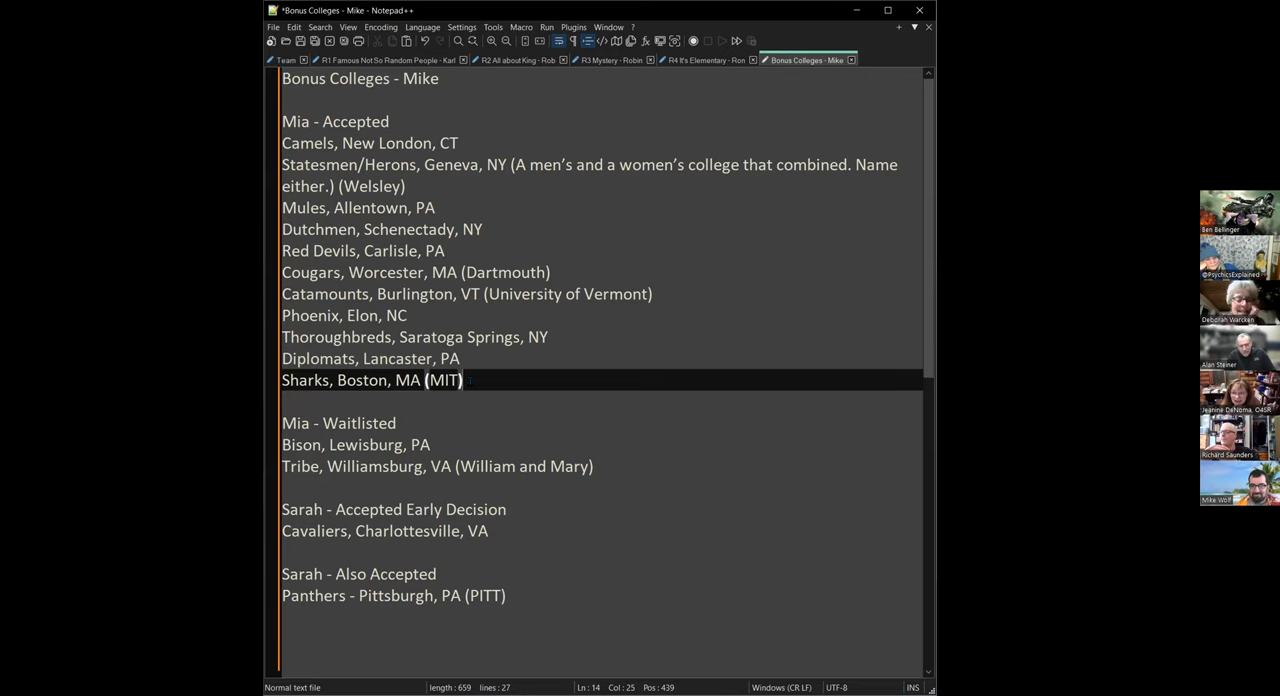 *Bonus Colleges - Mike - Notepad++
File Edit Search View Encoding Language Settings Tools Macro Run Plugins Window ?
Team R1 Famous Not So Random People - Karl R2 All about King - Rob R3 Mystery - Robin R4 It's Elementary - Ron Bonus Colleges - Mike
Bonus Colleges - Mike
Mia - Accepted
Camels, New London, CT
Statesmen/Herons, Geneva, NY (A men’s and a women’s college that combined. Name
either.) (Welsley)
Mules, Allentown, PA
Dutchmen, Schenectady, NY
Red Devils, Carlisle, PA
Cougars, Worcester, MA (Dartmouth)
Catamounts, Burlington, VT (University of Vermont)
Phoenix, Elon, NC
Thoroughbreds, Saratoga Springs, NY
Diplomats, Lancaster, PA
Sharks, Boston, MA (MIT)
Mia - Waitlisted
Bison, Lewisburg, PA
Tribe, Williamsburg, VA (William and Mary)
Sarah - Accepted Early Decision
Cavaliers, Charlottesville, VA
Sarah - Also Accepted
Panthers - Pittsburgh, PA (PITT)
Normal text file length : 659 lines : 27 Ln : 14 Col : 25 Pos : 439 Windows (CR LF) UTF-8 INS
Ben Bellinger
@PsychicsExplained
Deborah Warcken
Alan Steiner
Jeanine DeNoma, O4SR
Richard Saunders
Mike Wolf